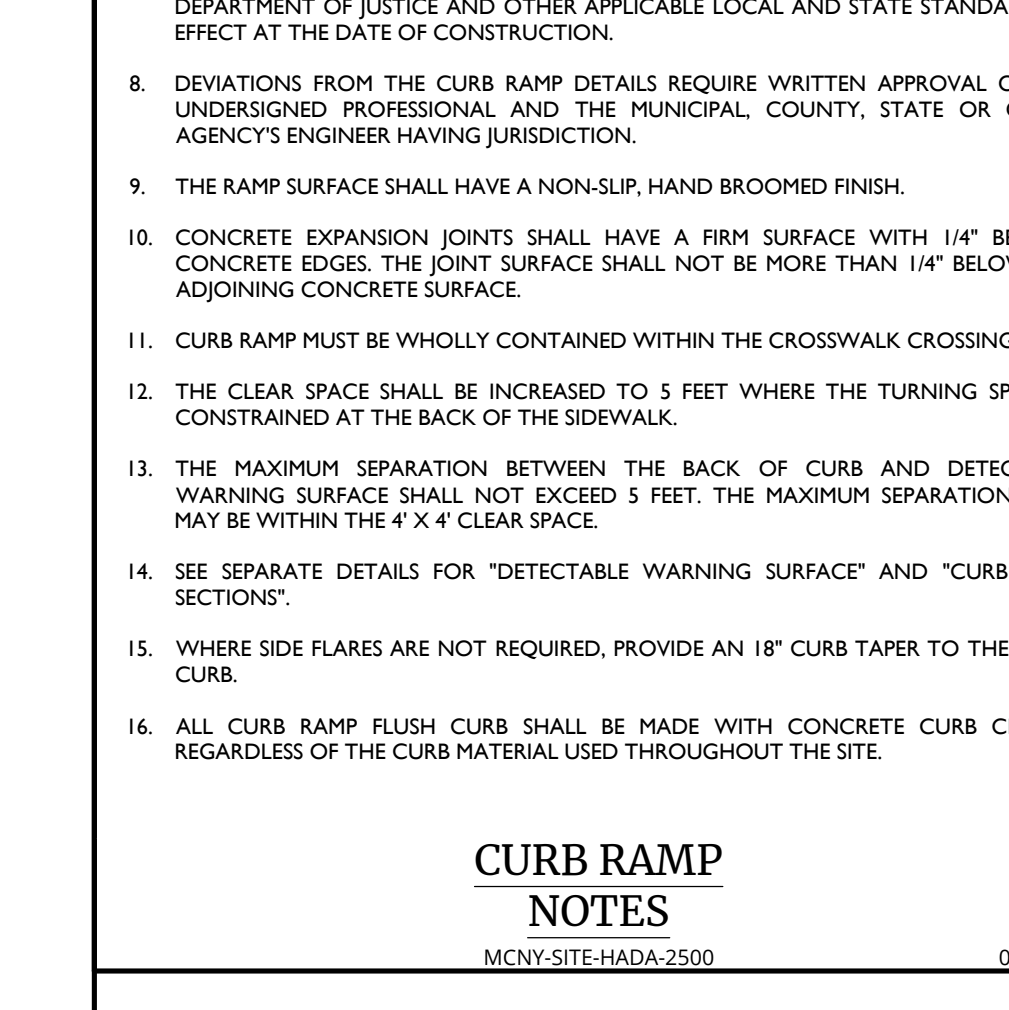 DEPARTMENT OF JUSTICE AND OTHER APPLICABLE LOCAL AND STATE
EFFECT AT THE DATE OF CONSTRUCTION.
8. DEVIATIONS FROM THE CURB RAMP DETAILS REQUIRE WRITTEN APPROVAL
UNDERSIGNED PROFESSIONAL AND THE MUNICIPAL, COUNTY, STATE OR
AGENCY'S ENGINEER HAVING JURISDICTION.
9. THE RAMP SURFACE SHALL HAVE A NON-SLIP, HAND BROOMED FINISH.
10. CONCRETE EXPANSION JOINTS SHALL HAVE A FIRM SURFACE WITH 1/4"
CONCRETE EDGES. THE JOINT SURFACE SHALL NOT BE MORE THAN 1/4"
ADJOINING CONCRETE SURFACE.
11. CURB RAMP MUST BE WHOLLY CONTAINED WITHIN THE CROSSWALK CROSSING
12. THE CLEAR SPACE SHALL BE INCREASED TO 5 FEET WHERE THE TURNING
CONSTRAINED AT THE BACK OF THE SIDEWALK.
13. THE MAXIMUM SEPARATION BETWEEN THE BACK OF CURB AND
WARNING SURFACE SHALL NOT EXCEED 5 FEET. THE MAXIMUM SEPARATION
MAY BE WITHIN THE 4' X 4' CLEAR SPACE.
14. SEE SEPARATE DETAILS FOR "DETECTABLE WARNING SURFACE" AND "CURB
SECTIONS".
15. WHERE SIDE FLARES ARE NOT REQUIRED, PROVIDE AN 18" CURB TAPER TO THE
CURB.
16. ALL CURB RAMP FLUSH CURB SHALL BE MADE WITH CONCRETE CURB
REGARDLESS OF THE CURB MATERIAL USED THROUGHOUT THE SITE.
CURB RAMP
NOTES
MCNY-SITE-HADA-2500